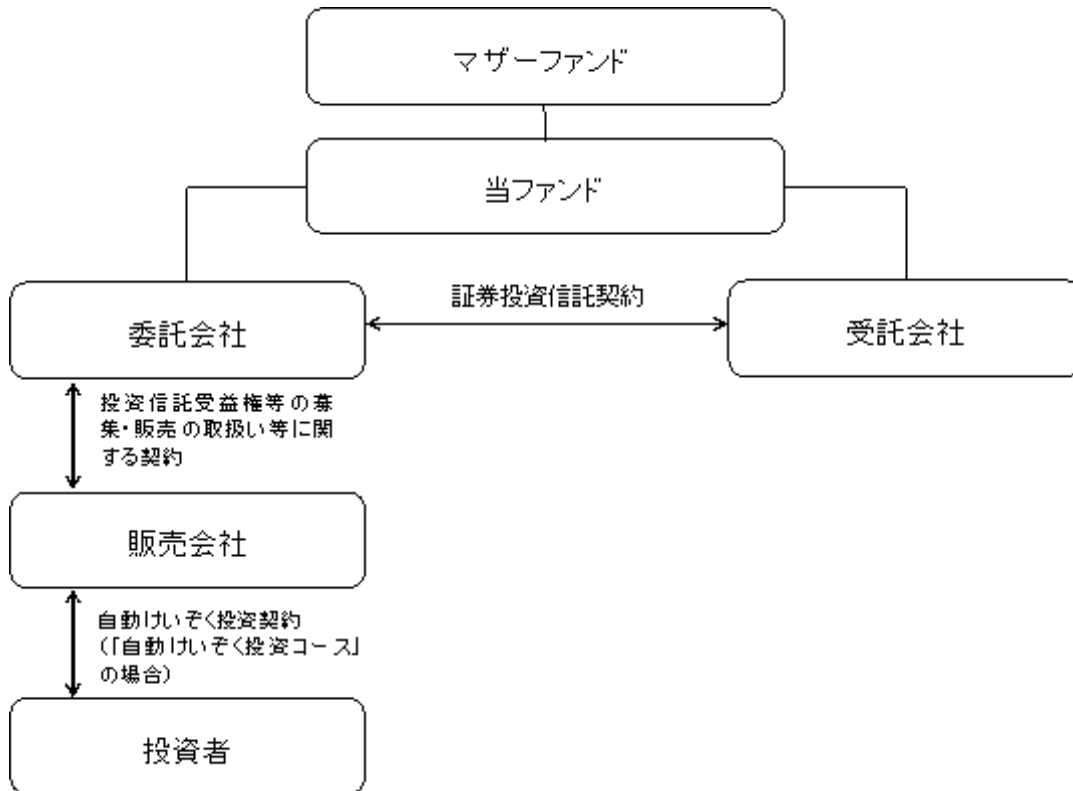 マザーファンド
当ファンド
証券投資信託契約
委託会社
受託会社
投資信託受益権等の募
集・販売の取扱い等に関
する契約
販売会社
自動けいぞく投資契約
(「自動けいぞく投資コース」
の場合)
投資者